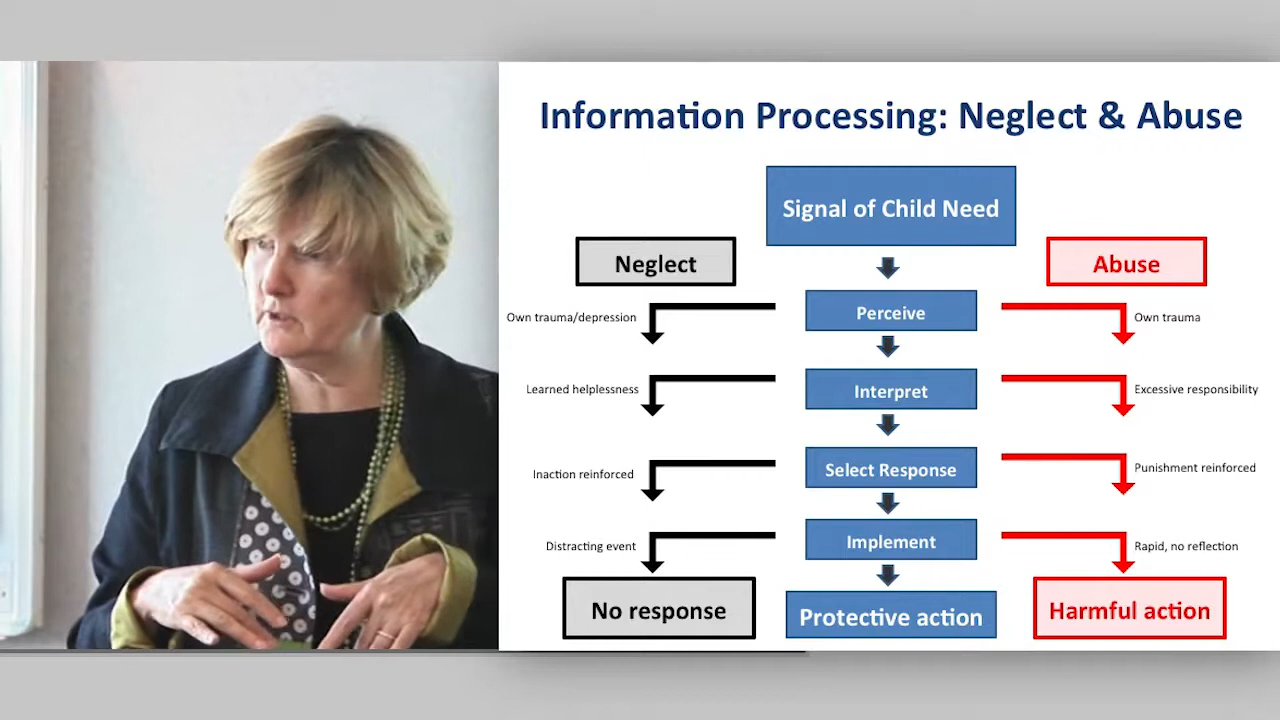 Information Processing: Neglect & Abuse
Signal of Child Need
Neglect
Abuse
Perceive
Own trauma/depression
Own trauma
Interpret
Learned helplessness
Excessive responsibility
Select Response
Inaction reinforced
Punishment reinforced
Implement
Distracting event
Rapid, no reflection
No response
Protective action
Harmful action